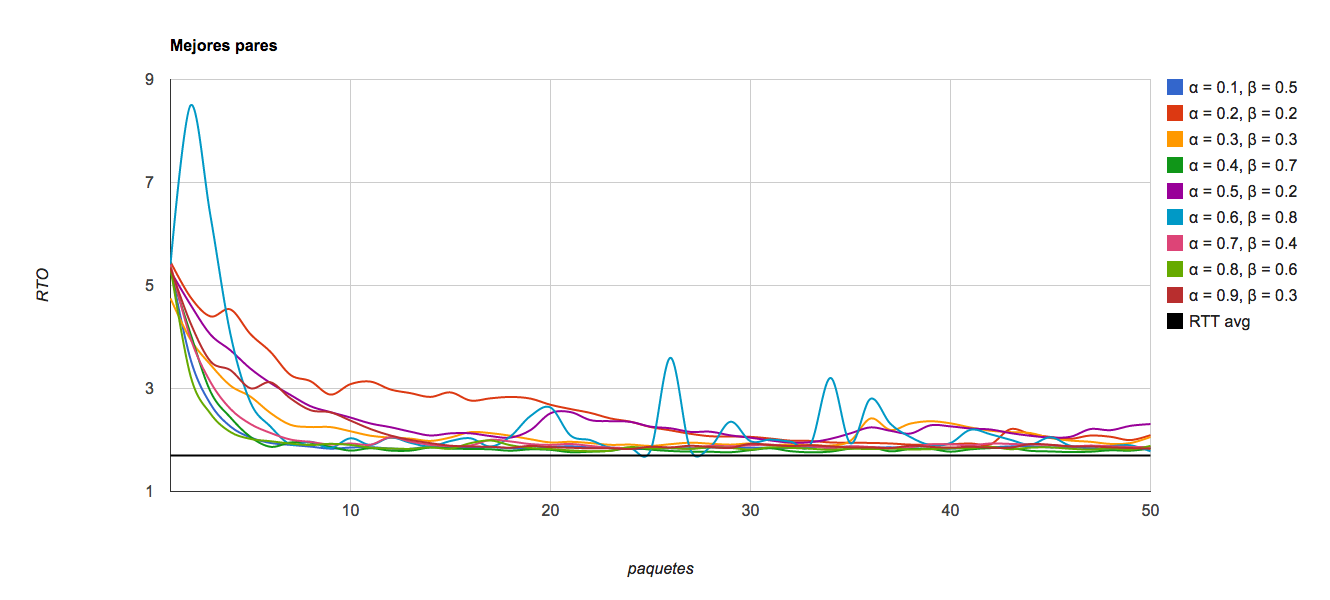 Mejores pares
9
7
5
3
1
RTO
10 20 30 40 50
paquetes
α = 0.1, β = 0.5
α = 0.2, β = 0.2
α = 0.3, β = 0.3
α = 0.4, β = 0.7
α = 0.5, β = 0.2
α = 0.6, β = 0.8
α = 0.7, β = 0.4
α = 0.8, β = 0.6
α = 0.9, β = 0.3
RTT avg